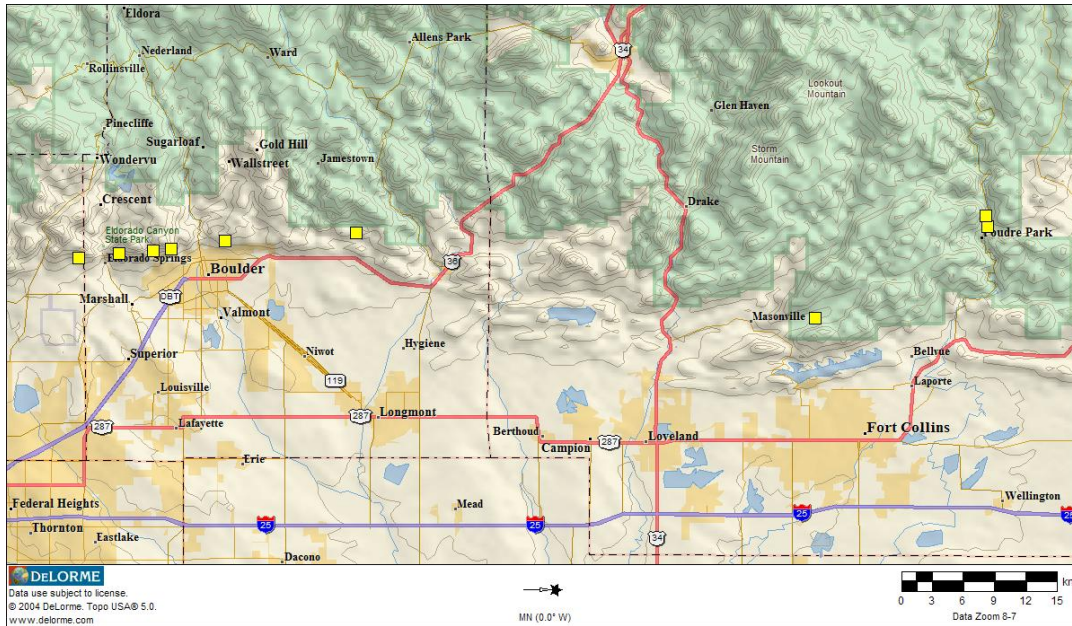 Eldora
Nederland
Ward
Allens Park
34
Rollinsville
Lookout
Mountain
Glen Haven
Pinecliffe
Sugarloaf
Gold Hill
Wondervu
Wallstreet
Jamestown
Storm
Mountain
Crescent
Drake
Eldorado Canyon
State Park
Poudre Park
Eldorado Springs
36
Boulder
DBT
Marshall
Valmont
Masonville
Superior
Niwot
Hygiene
Bellvue
119
Louisville
Laporte
287
Lafayette
287
Longmont
Berthoud
Campion
287
Loveland
Fort Collins
Erie
Federal Heights
Mead
Wellington
25
25
25
25
Thornton
Eastlake
34
Dacono
DELORME
Data use subject to license.
© 2004 DeLorme. Topo USA® 5.0.
www.delorme.com
MN (0.0° W)
km
0 3 6 9 12 15
Data Zoom 8-7